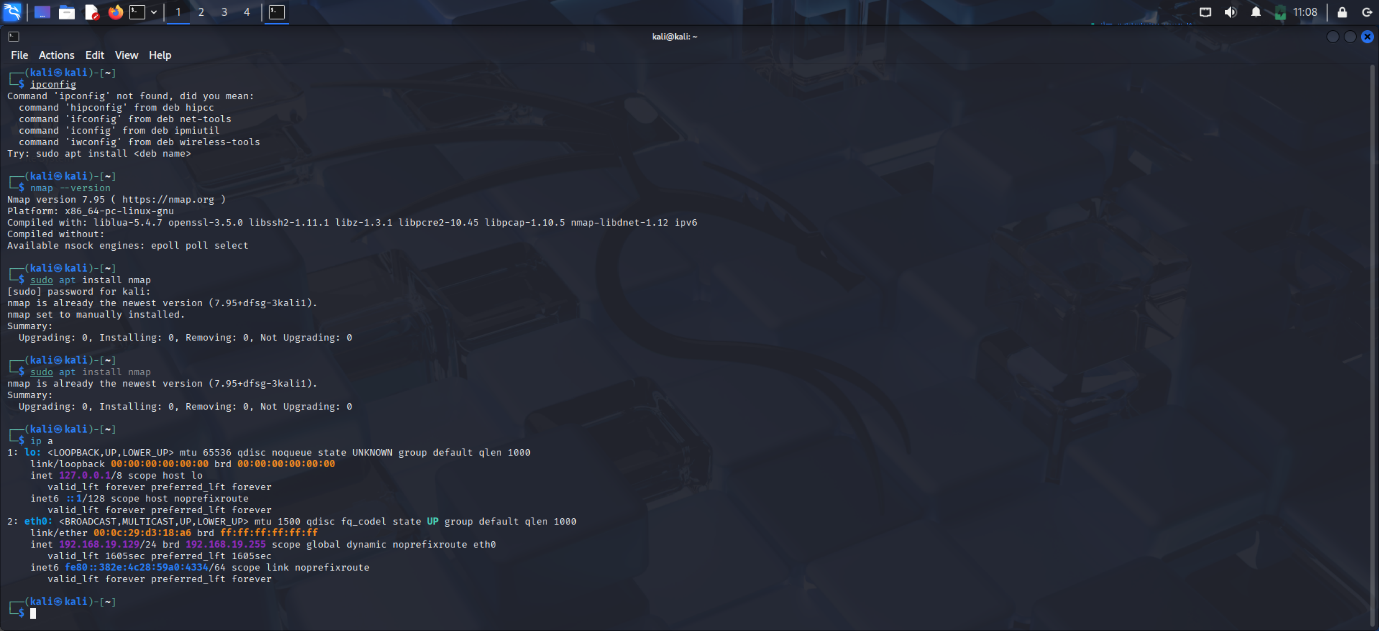 1 2 3 4
11:08
kali@kali: ~
File Actions Edit View Help
(kali㉿kali)-[~]
$ ipconfig
Command 'ipconfig' not found, did you mean:
command 'hipconfig' from deb hipcc
command 'ifconfig' from deb net-tools
command 'iconfig' from deb ipmiutil
command 'iwconfig' from deb wireless-tools
Try: sudo apt install <deb name>
(kali㉿kali)-[~]
$ nmap --version
Nmap version 7.95 ( https://nmap.org )
Platform: x86_64-pc-linux-gnu
Compiled with: liblua-5.4.7 openssl-3.5.0 libssh2-1.11.1 libz-1.3.1 libpcre2-10.45 libpcap-1.10.5 nmap-libdnet-1.12 ipv6
Compiled without:
Available nsock engines: epoll poll select
(kali㉿kali)-[~]
$ sudo apt install nmap
[sudo] password for kali:
nmap is already the newest version (7.95+dfsg-3kali1).
nmap set to manually installed.
Summary:
Upgrading: 0, Installing: 0, Removing: 0, Not Upgrading: 0
(kali㉿kali)-[~]
$ sudo apt install nmap
nmap is already the newest version (7.95+dfsg-3kali1).
Summary:
Upgrading: 0, Installing: 0, Removing: 0, Not Upgrading: 0
(kali㉿kali)-[~]
$ ip a
1: lo: <LOOPBACK,UP,LOWER_UP> mtu 65536 qdisc noqueue state UNKNOWN group default qlen 1000
link/loopback 00:00:00:00:00:00 brd 00:00:00:00:00:00
inet 127.0.0.1/8 scope host lo
valid_lft forever preferred_lft forever
inet6 ::1/128 scope host noprefixroute
valid_lft forever preferred_lft forever
2: eth0: <BROADCAST,MULTICAST,UP,LOWER_UP> mtu 1500 qdisc fq_codel state UP group default qlen 1000
link/ether 00:0c:29:d3:18:a6 brd ff:ff:ff:ff:ff:ff
inet 192.168.19.129/24 brd 192.168.19.255 scope global dynamic noprefixroute eth0
valid_lft 1605sec preferred_lft 1605sec
inet6 fe80::382e:4c28:59a0:4334/64 scope link noprefixroute
valid_lft forever preferred_lft forever
(kali㉿kali)-[~]
$